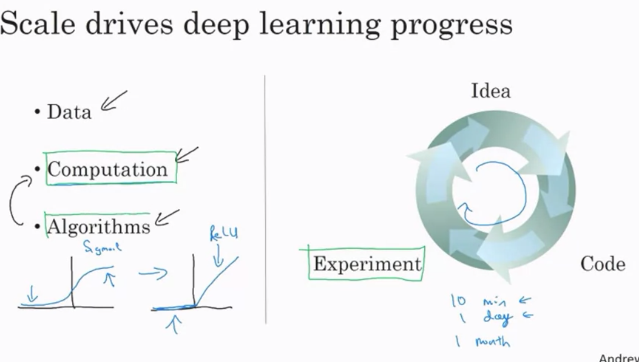 Scale drives deep learning progress
• Data
• Computation
• Algorithms
Sigmoid
ReLU
Idea
Experiment
Code
10 min
1 day
1 month
Andrew